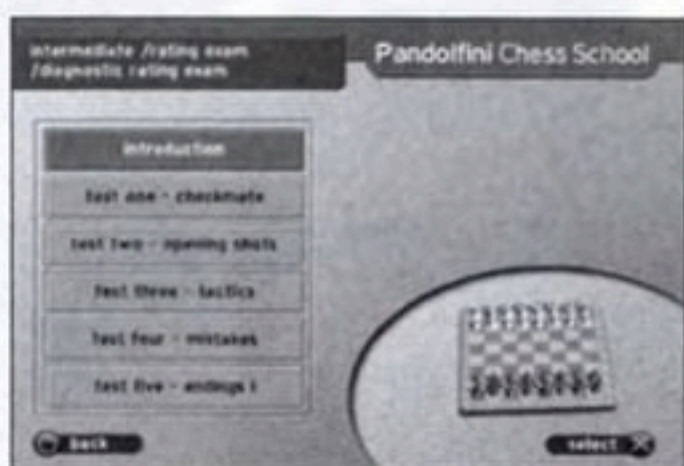 intermediate /rating exam
/diagnostic rating exam
Pandolfini Chess School
introduction
test one - checkmate
test two - opening shots
test three - tactics
test four - mistakes
test five - endings I
back
select